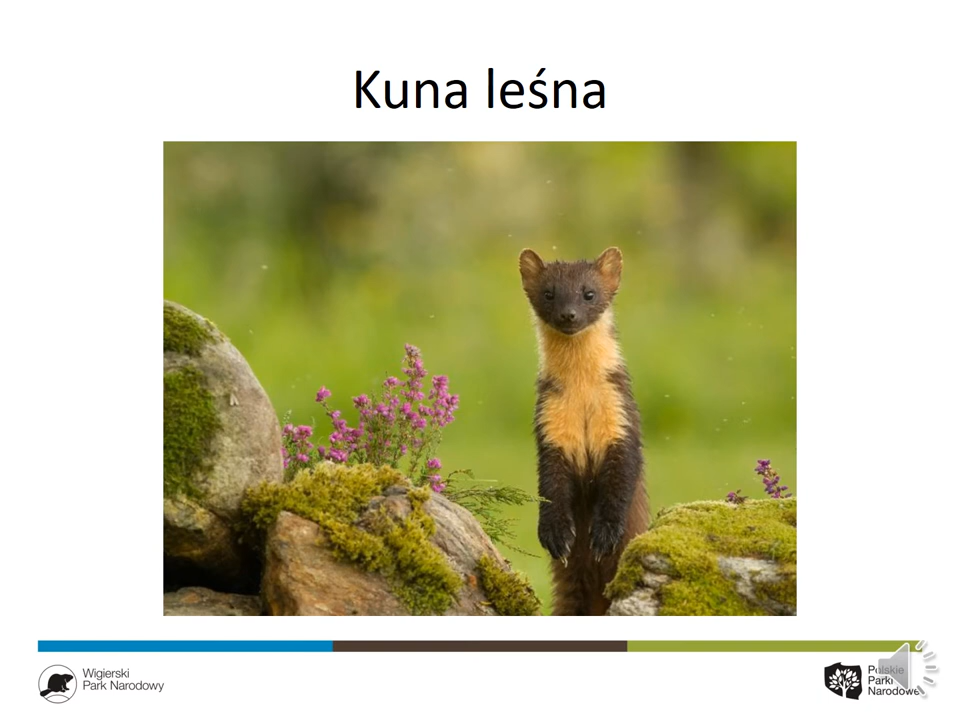 Kuna leśna
Wigierski
Park Narodowy
Polskie
Parki
Narodowe